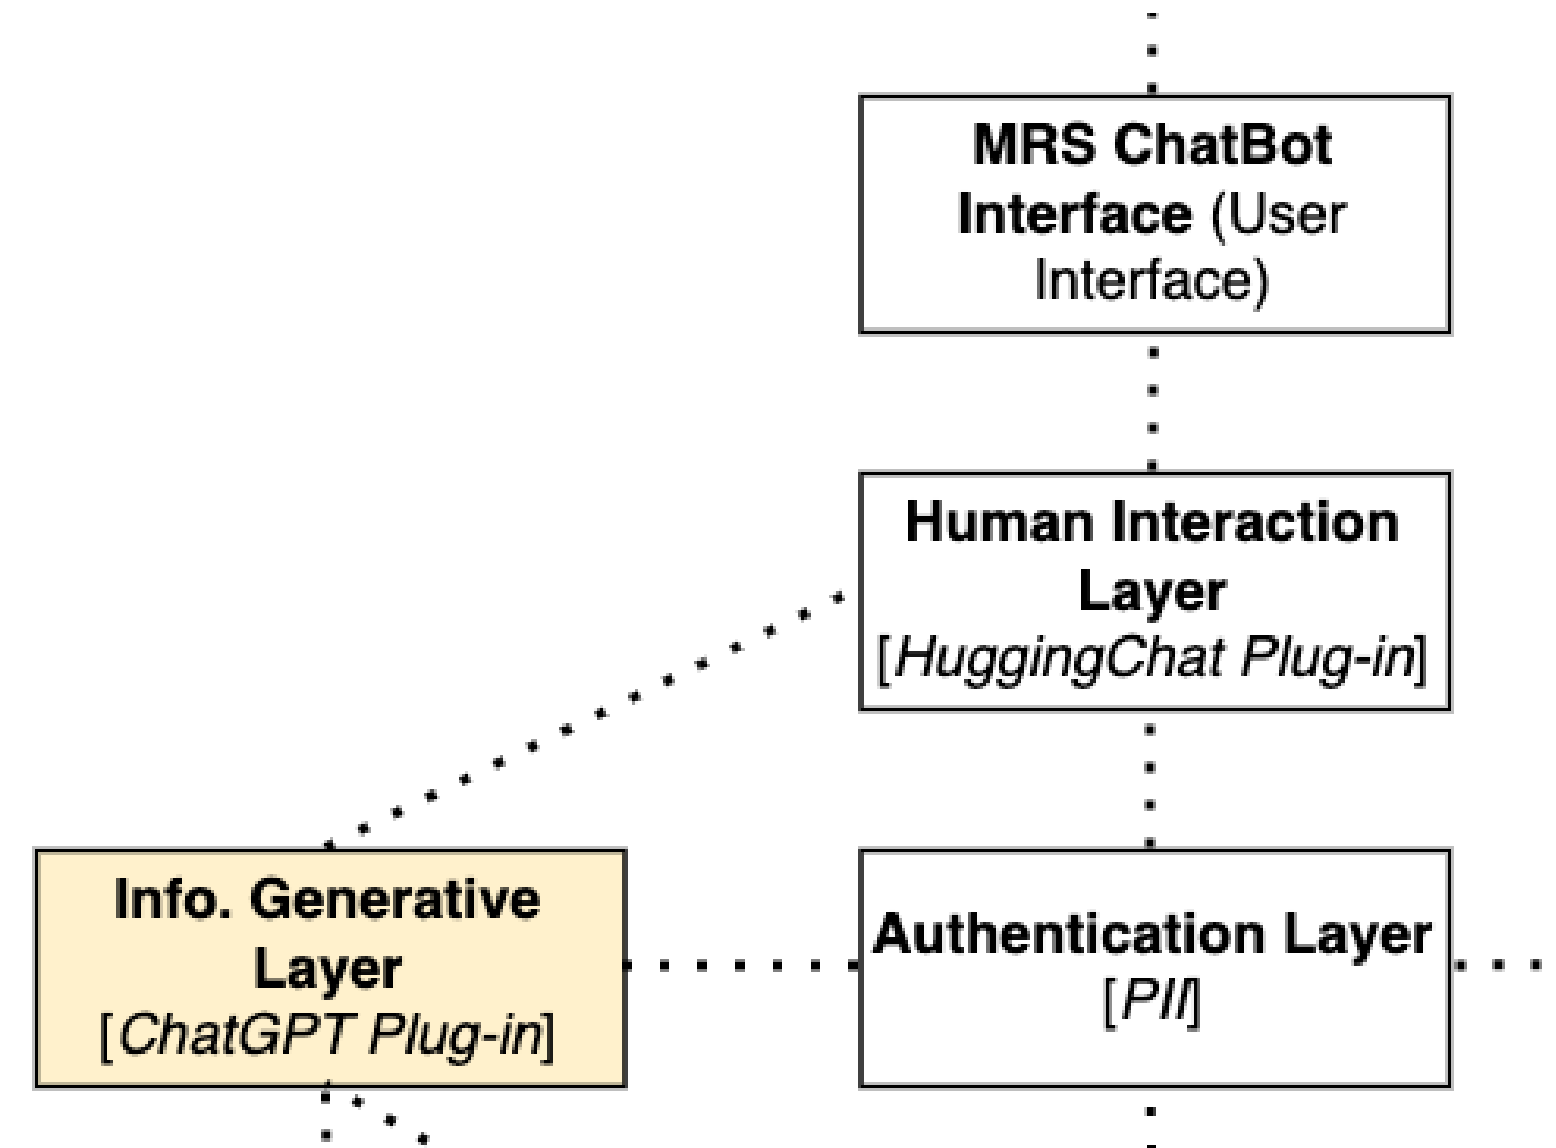 MRS ChatBot
Interface (User
Interface)
Human Interaction
Layer
[HuggingChat Plug-in]
Info. Generative
Layer
[ChatGPT Plug-in]
Authentication Layer
[PII]